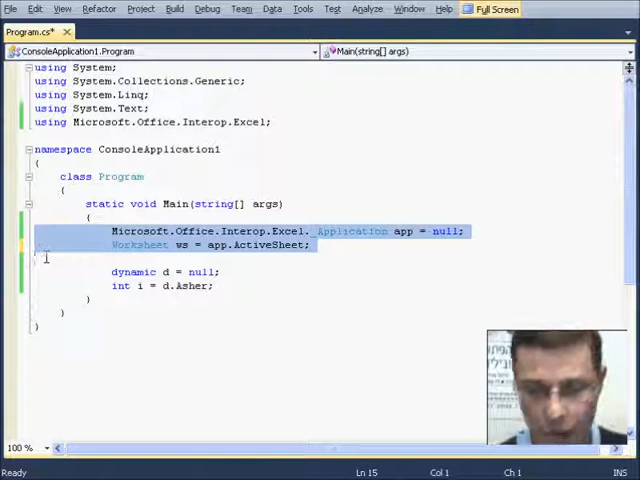 File Edit View Refactor Project Build Debug Team Data Tools Test Analyze Window Help Full Screen
Program.cs* ×
ConsoleApplication1.Program Main(string[] args)
using System;
using System.Collections.Generic;
using System.Linq;
using System.Text;
using Microsoft.Office.Interop.Excel;
namespace ConsoleApplication1
{
class Program
{
static void Main(string[] args)
{
Microsoft.Office.Interop.Excel._Application app = null;
Worksheet ws = app.ActiveSheet;
dynamic d = null;
int i = d.Asher;
}
}
}
100 %
Ready Ln 15 Col 1 Ch 1 INS